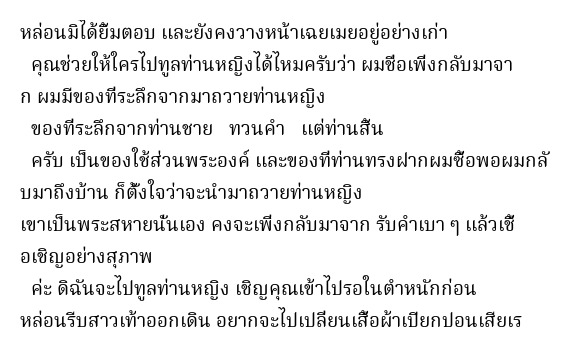 หล่อนมิได้ยิ้มตอบ และยังคงวางหน้าเฉยเมยอยู่อย่างเก่า
คุณช่วยให้ใครไปทูลท่านหญิงได้ไหมครับว่า ผมชื่อเพิ่งกลับมาจา
ก ผมมีของที่ระลึกจากมาถวายท่านหญิง
ของที่ระลึกจากท่านชาย ทวนคำ แต่ท่านสิ้น
ครับ เป็นของใช้ส่วนพระองค์ และของที่ท่านทรงฝากผมซื้อพอผมกลั
บมาถึงบ้าน ก็ตั้งใจว่าจะนำมาถวายท่านหญิง
เขาเป็นพระสหายนั่นเอง คงจะเพิ่งกลับมาจาก รับคำเบา ๆ แล้วเชื้
อเชิญอย่างสุภาพ
ค่ะ ดิฉันจะไปทูลท่านหญิง เชิญคุณเข้าไปรอในตำหนักก่อน
หล่อนรีบสาวเท้าออกเดิน อยากจะไปเปลี่ยนเสื้อผ้าเปียกปอนเสียเร